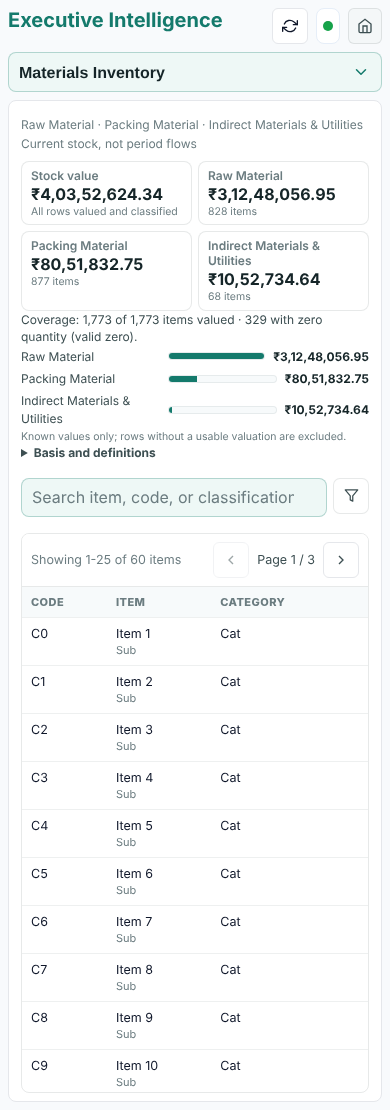 Executive Intelligence
Materials Inventory
Raw Material · Packing Material · Indirect Materials & Utilities
Current stock, not period flows
Stock value
₹4,03,52,624.34
All rows valued and classified
Raw Material
₹3,12,48,056.95
828 items
Packing Material
₹80,51,832.75
877 items
Indirect Materials &
Utilities
₹10,52,734.64
68 items
Coverage: 1,773 of 1,773 items valued · 329 with zero
quantity (valid zero).
Raw Material ₹3,12,48,056.95
Packing Material ₹80,51,832.75
Indirect Materials &
Utilities ₹10,52,734.64
Known values only; rows without a usable valuation are excluded.
Basis and definitions
Search item, code, or classification
Showing 1-25 of 60 items Page 1 / 3
CODE ITEM CATEGORY
C0 Item 1 Cat
Sub
C1 Item 2 Cat
Sub
C2 Item 3 Cat
Sub
C3 Item 4 Cat
Sub
C4 Item 5 Cat
Sub
C5 Item 6 Cat
Sub
C6 Item 7 Cat
Sub
C7 Item 8 Cat
Sub
C8 Item 9 Cat
Sub
C9 Item 10 Cat
Sub